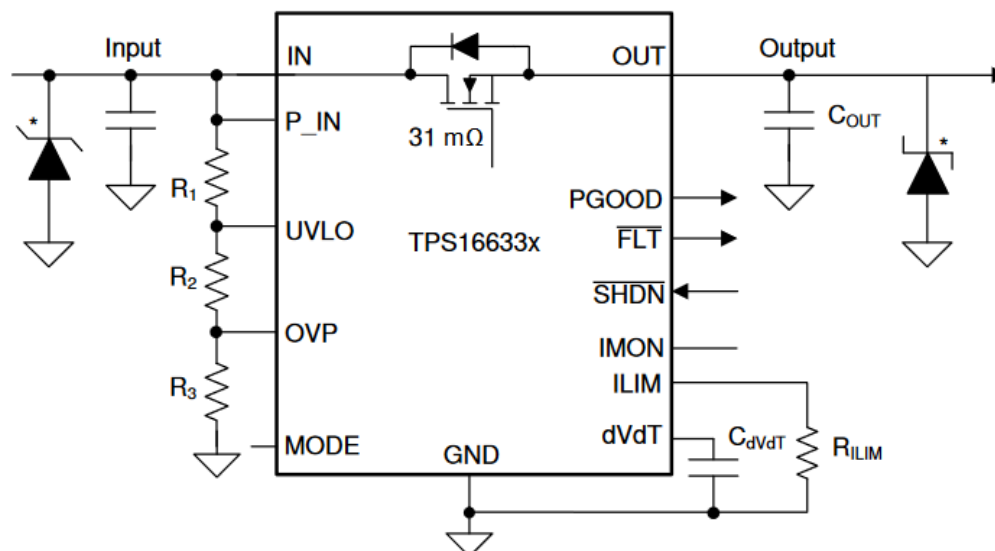 Input
IN
OUT
Output
*
P_IN
31 mΩ
COUT
*
R1
PGOOD
UVLO
TPS16633x
FLT
R2
SHDN
OVP
IMON
R3
ILIM
MODE
dVdT
CdVdT
RILIM
GND